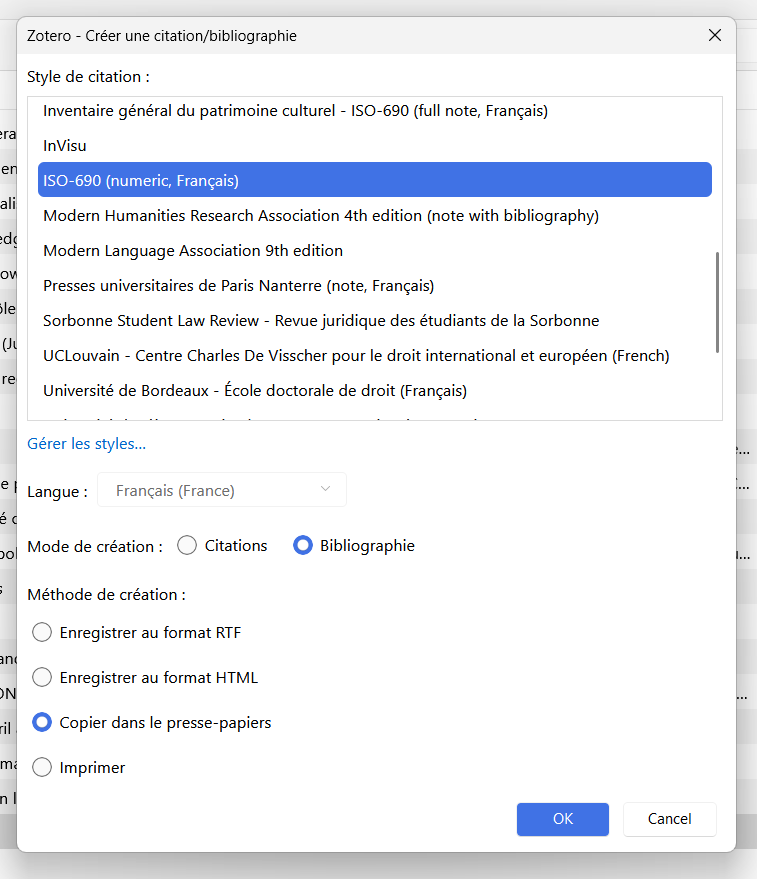 Zotero - Créer une citation/bibliographie
Style de citation :
Inventaire général du patrimoine culturel - ISO-690 (full note, Français)
InVisu
ISO-690 (numeric, Français)
Modern Humanities Research Association 4th edition (note with bibliography)
Modern Language Association 9th edition
Presses universitaires de Paris Nanterre (note, Français)
Sorbonne Student Law Review - Revue juridique des étudiants de la Sorbonne
UCLouvain - Centre Charles De Visscher pour le droit international et européen (French)
Université de Bordeaux - École doctorale de droit (Français)
Gérer les styles...
Langue : Français (France)
Mode de création : Citations Bibliographie
Méthode de création :
Enregistrer au format RTF
Enregistrer au format HTML
Copier dans le presse-papiers
Imprimer
OK Cancel